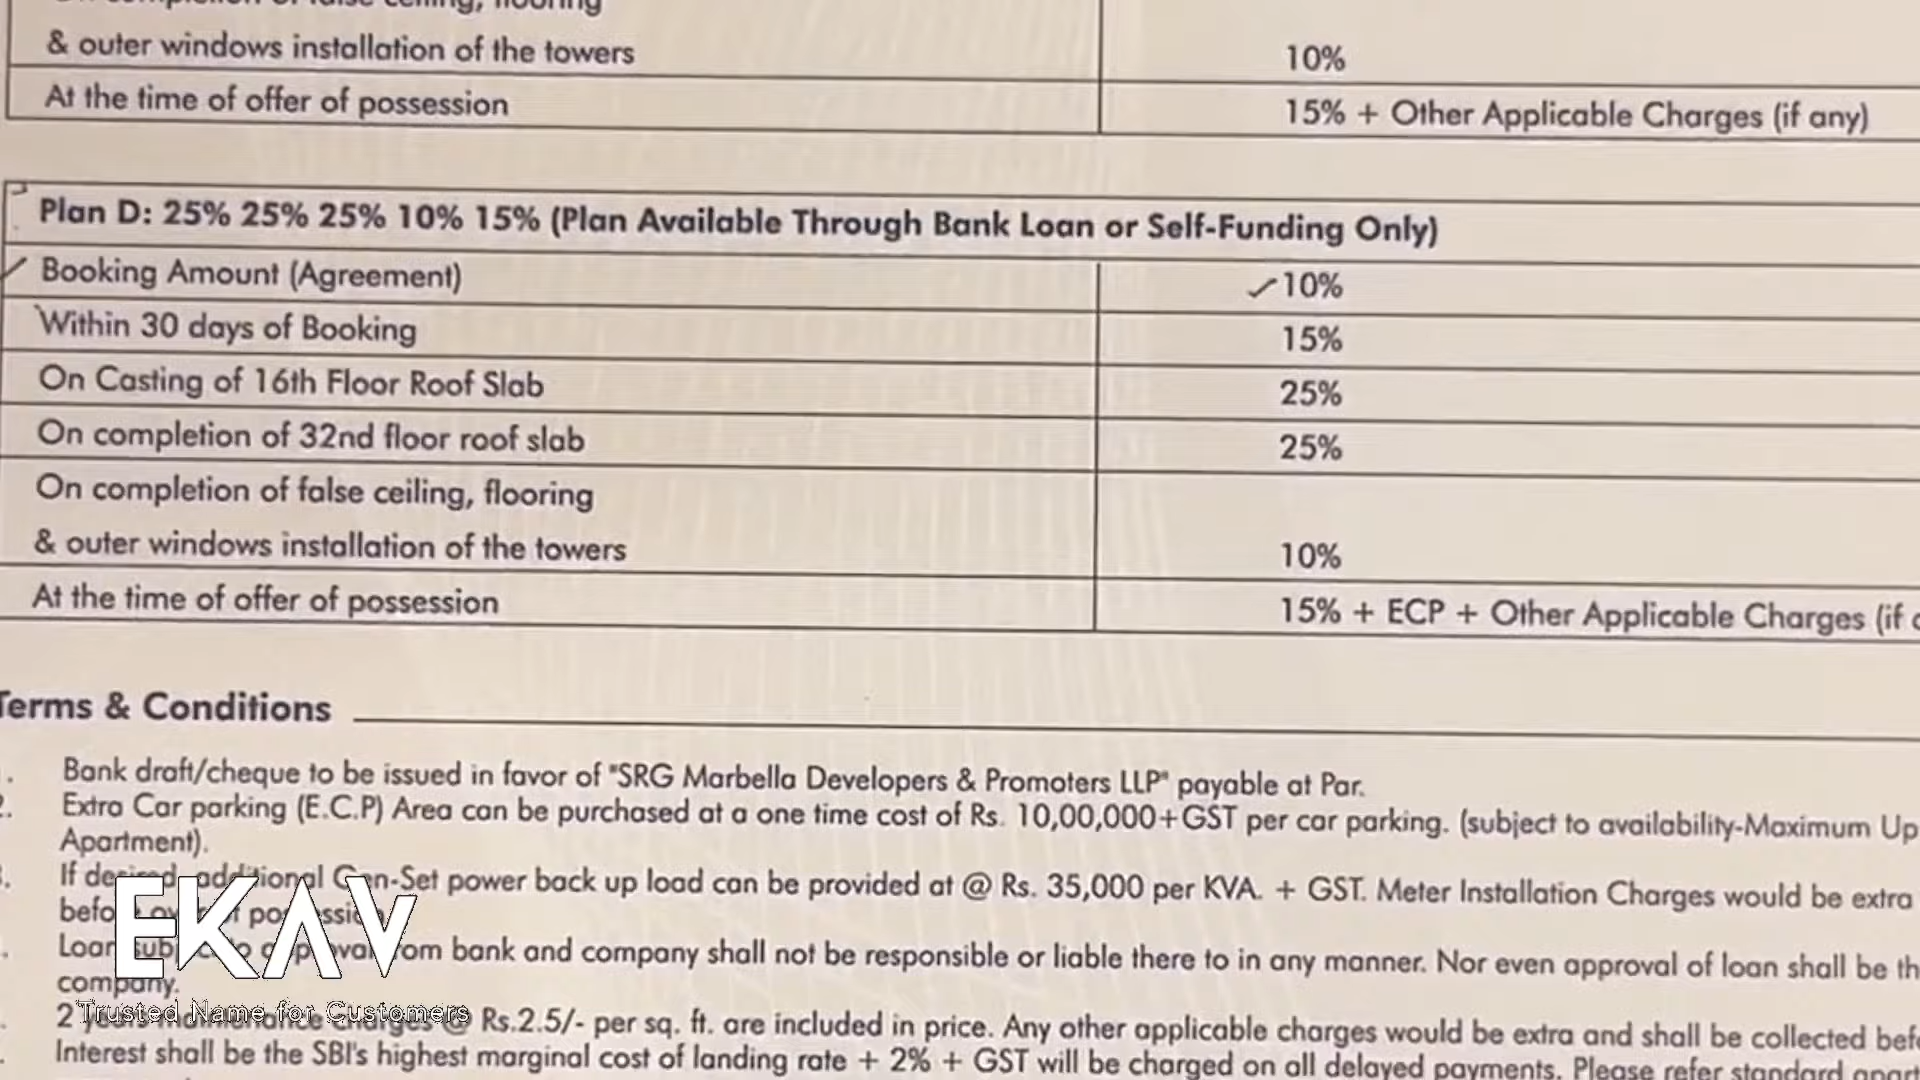 & outer windows installation of the towers 10%
At the time of offer of possession 15% + Other Applicable Charges (if any)
Plan D: 25% 25% 25% 10% 15% (Plan Available Through Bank Loan or Self-Funding Only)
Booking Amount (Agreement) 10%
Within 30 days of Booking 15%
On Casting of 16th Floor Roof Slab 25%
On completion of 32nd floor roof slab 25%
On completion of false ceiling, flooring
& outer windows installation of the towers 10%
At the time of offer of possession 15% + ECP + Other Applicable Charges (if
Terms & Conditions
Bank draft/cheque to be issued in favor of "SRG Marbella Developers & Promoters LLP" payable at Par.
Extra Car parking (E.C.P) Area can be purchased at a one time cost of Rs. 10,00,000+GST per car parking. (subject to availability-Maximum Up
Apartment).
If desired, additional Gen-Set power back up load can be provided at @ Rs. 35,000 per KVA. + GST. Meter Installation Charges would be extra
possession
Loan subject to approval from bank and company shall not be responsible or liable there to in any manner. Nor even approval of loan shall be
company.
EKAV
Trusted Name for Customers
2 @ Rs.2.5/- per sq. ft. are included in price. Any other applicable charges would be extra and shall be collected
Interest shall be the SBI's highest marginal cost of landing rate + 2% + GST will be charged on all delayed payments. Please refer standard